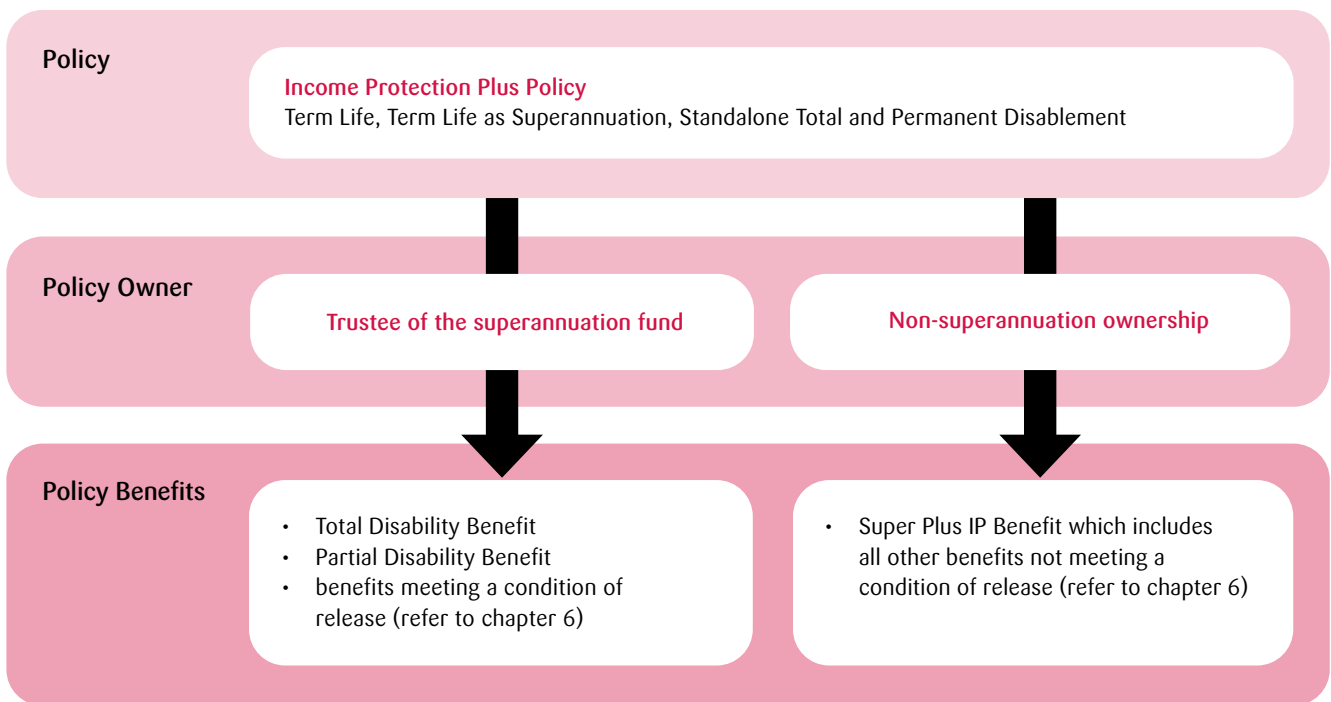 Policy
Income Protection Plus Policy
Term Life, Term Life as Superannuation, Standalone Total and Permanent Disablement
Policy Owner
Trustee of the superannuation fund
Non-superannuation ownership
Policy Benefits
• Total Disability Benefit
• Partial Disability Benefit
• benefits meeting a condition of
release (refer to chapter 6)
• Super Plus IP Benefit which includes
all other benefits not meeting a
condition of release (refer to chapter 6)